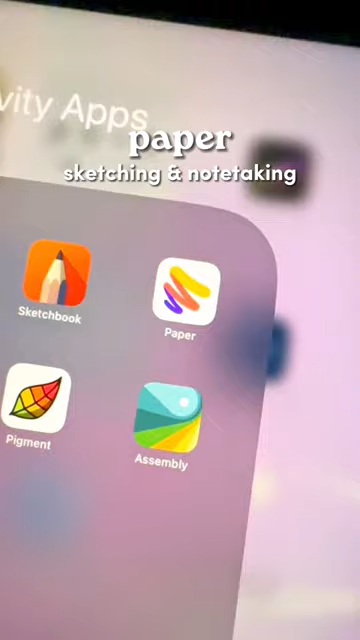 vity Apps
paper
sketching & notetaking
Sketchbook
Paper
Pigment
Assembly